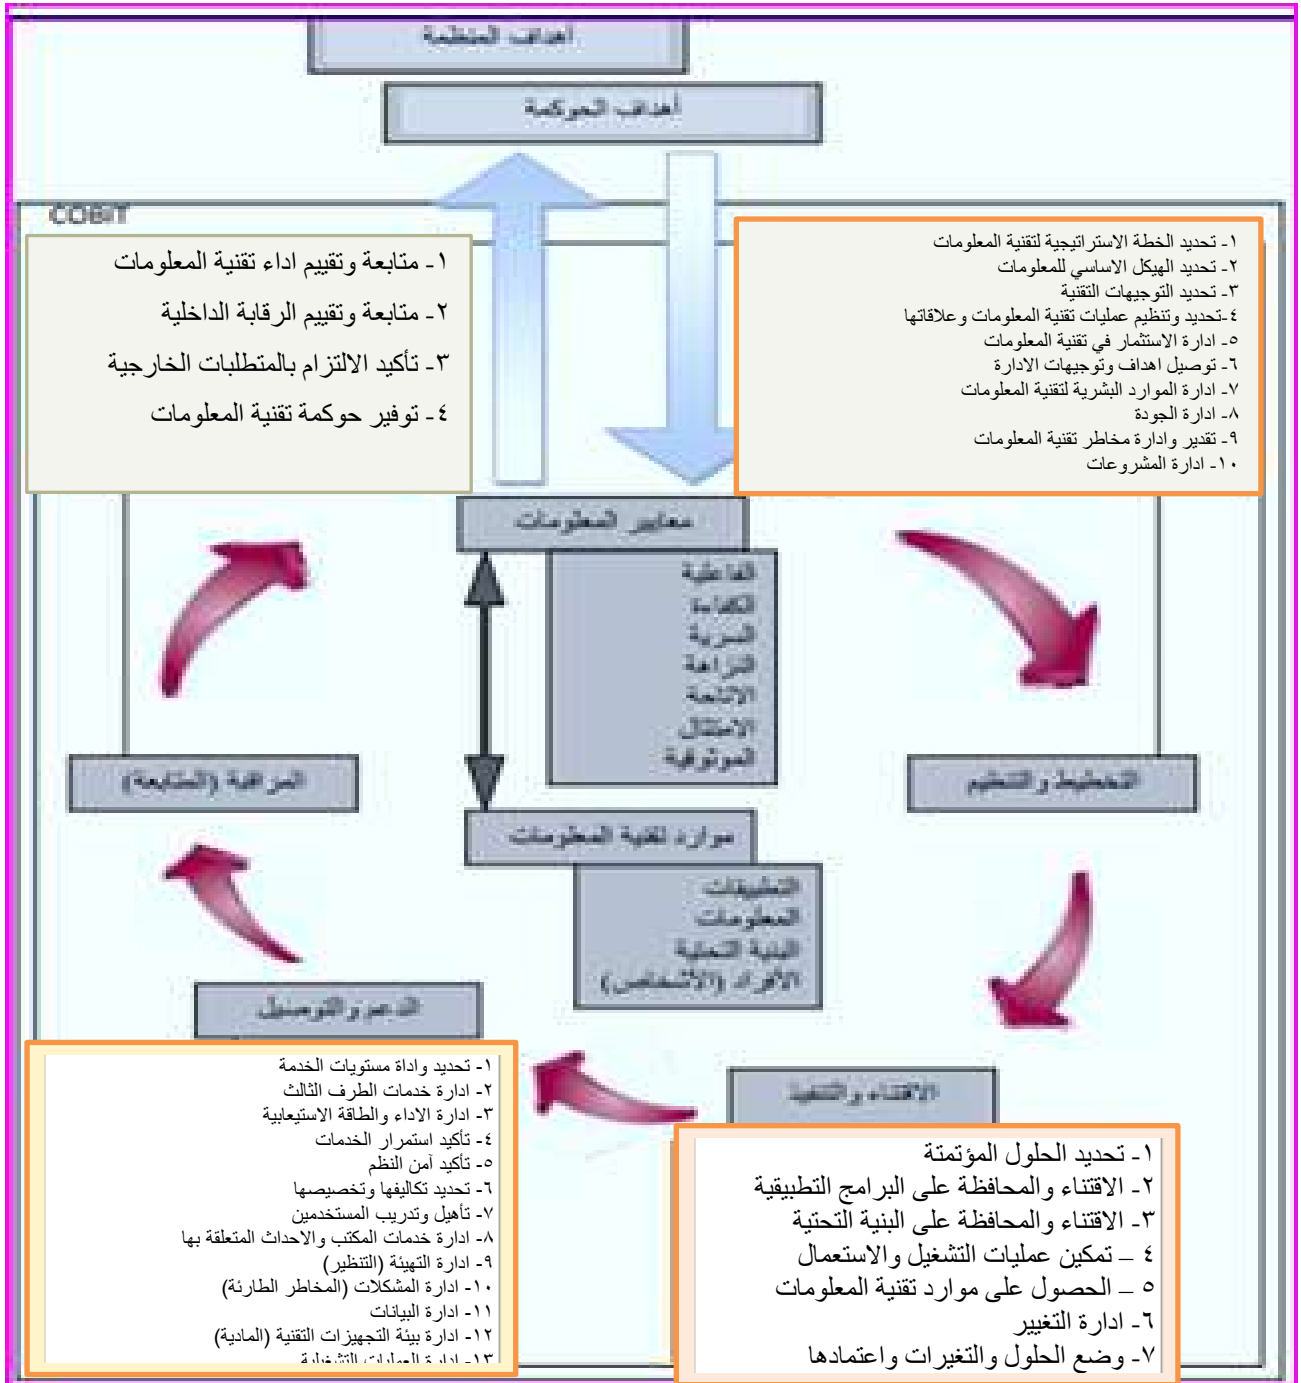 أهداف المنظمة
أهداف الحوكمة
COBIT
١- متابعة وتقييم اداء تقنية المعلومات
٢- متابعة وتقييم الرقابة الداخلية
٣- تأكيد الالتزام بالمتطلبات الخارجية
٤- توفير حوكمة تقنية المعلومات
١- تحديد الخطة الاستراتيجية لتقنية المعلومات
٢- تحديد الهيكل الاساسي للمعلومات
٣- تحديد التوجيهات التقنية
٤-تحديد وتنظيم عمليات تقنية المعلومات وعلاقاتها
٥- ادارة الاستثمار في تقنية المعلومات
٦- توصيل اهداف وتوجيهات الادارة
٧- ادارة الموارد البشرية لتقنية المعلومات
٨- ادارة الجودة
٩- تقدير وادارة مخاطر تقنية المعلومات
١٠- ادارة المشروعات
معايير المعلومات
الفاعلية
الكفاءة
السرية
النزاهة
الإتاحة
الامتثال
الموثوقية
المراقبة (المتابعة)
التخطيط والتنظيم
موارد تقنية المعلومات
التطبيقات
المعلومات
البنية التحتية
الأفراد (الأشخاص)
الدعم والتوصيل
١- تحديد واداة مستويات الخدمة
٢- ادارة خدمات الطرف الثالث
٣- ادارة الاداء والطاقة الاستيعابية
٤- تأكيد استمرار الخدمات
٥- تأكيد آمن النظم
٦- تحديد تكاليفها وتخصيصها
٧- تأهيل وتدريب المستخدمين
٨- ادارة خدمات المكتب والاحداث المتعلقة بها
٩- ادارة التهيئة (التنظير)
١٠- ادارة المشكلات (المخاطر الطارئة)
١١- ادارة البيانات
١٢- ادارة بيئة التجهيزات التقنية (المادية)
١٣- ادارة العمليات التشغيلية
الاقتناء والتنفيذ
١- تحديد الحلول المؤتمتة
٢- الاقتناء والمحافظة على البرامج التطبيقية
٣- الاقتناء والمحافظة على البنية التحتية
٤ – تمكين عمليات التشغيل والاستعمال
٥ – الحصول على موارد تقنية المعلومات
٦- ادارة التغيير
٧- وضع الحلول والتغيرات واعتمادها